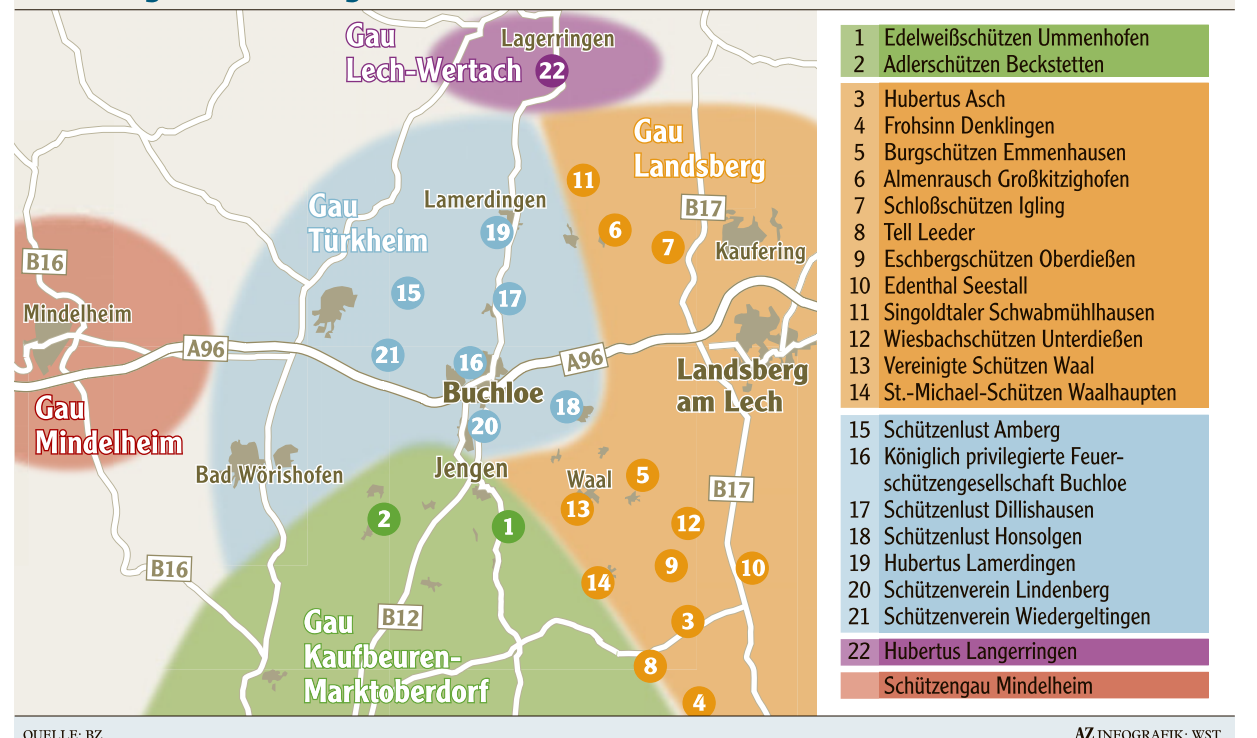 Gau
Lech-Wertach
Lagerringen
22
Gau
Landsberg
11
6
7
B17
Kaufering
Lamerdingen
19
Gau
Türkheim
15
17
B16
Mindelheim
A96
21
16
A96
Buchloe
18
20
Landsberg
am Lech
Gau
Mindelheim
Bad Wörishofen
Jengen
Waal
5
13
B17
2
1
12
9
10
14
B16
B12
3
8
4
Gau
Kaufbeuren-
Marktoberdorf
1 Edelweißschützen Ummenhofen
2 Adlerschützen Beckstetten
3 Hubertus Asch
4 Frohsinn Denklingen
5 Burgschützen Emmenhausen
6 Almenrausch Großkitzighofen
7 Schloßschützen Igling
8 Tell Leeder
9 Eschbergschützen Oberdießen
10 Edenthal Seestall
11 Singoldtaler Schwabmühlhausen
12 Wiesbachschützen Unterdießen
13 Vereinigte Schützen Waal
14 St.-Michael-Schützen Waalhaupten
15 Schützenlust Amberg
16 Königlich privilegierte Feuer-
schützengesellschaft Buchloe
17 Schützenlust Dillishausen
18 Schützenlust Honsolgen
19 Hubertus Lamerdingen
20 Schützenverein Lindenberg
21 Schützenverein Wiedergeltingen
22 Hubertus Langerringen
Schützengau Mindelheim
QUELLE: BZ
AZ INFOGRAFIK: WST